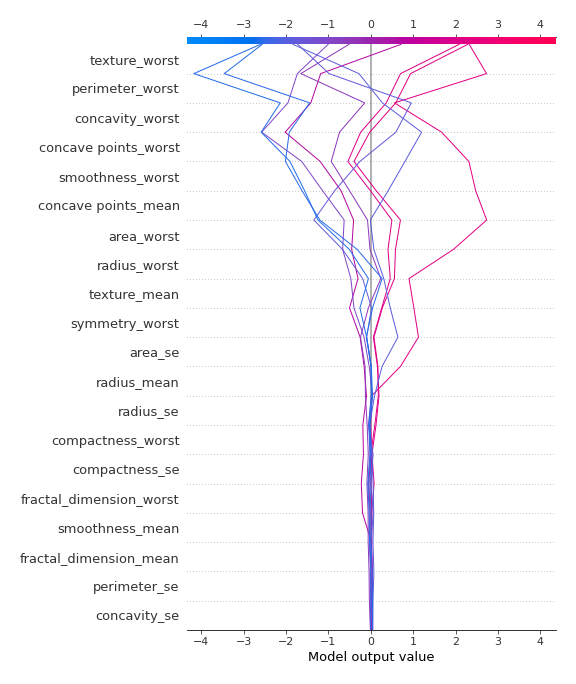 −4 −3 −2 −1 0 1 2 3 4
texture_worst
perimeter_worst
concavity_worst
concave points_worst
smoothness_worst
concave points_mean
area_worst
radius_worst
texture_mean
symmetry_worst
area_se
radius_mean
radius_se
compactness_worst
compactness_se
fractal_dimension_worst
smoothness_mean
fractal_dimension_mean
perimeter_se
concavity_se
−4 −3 −2 −1 0 1 2 3 4
Model output value